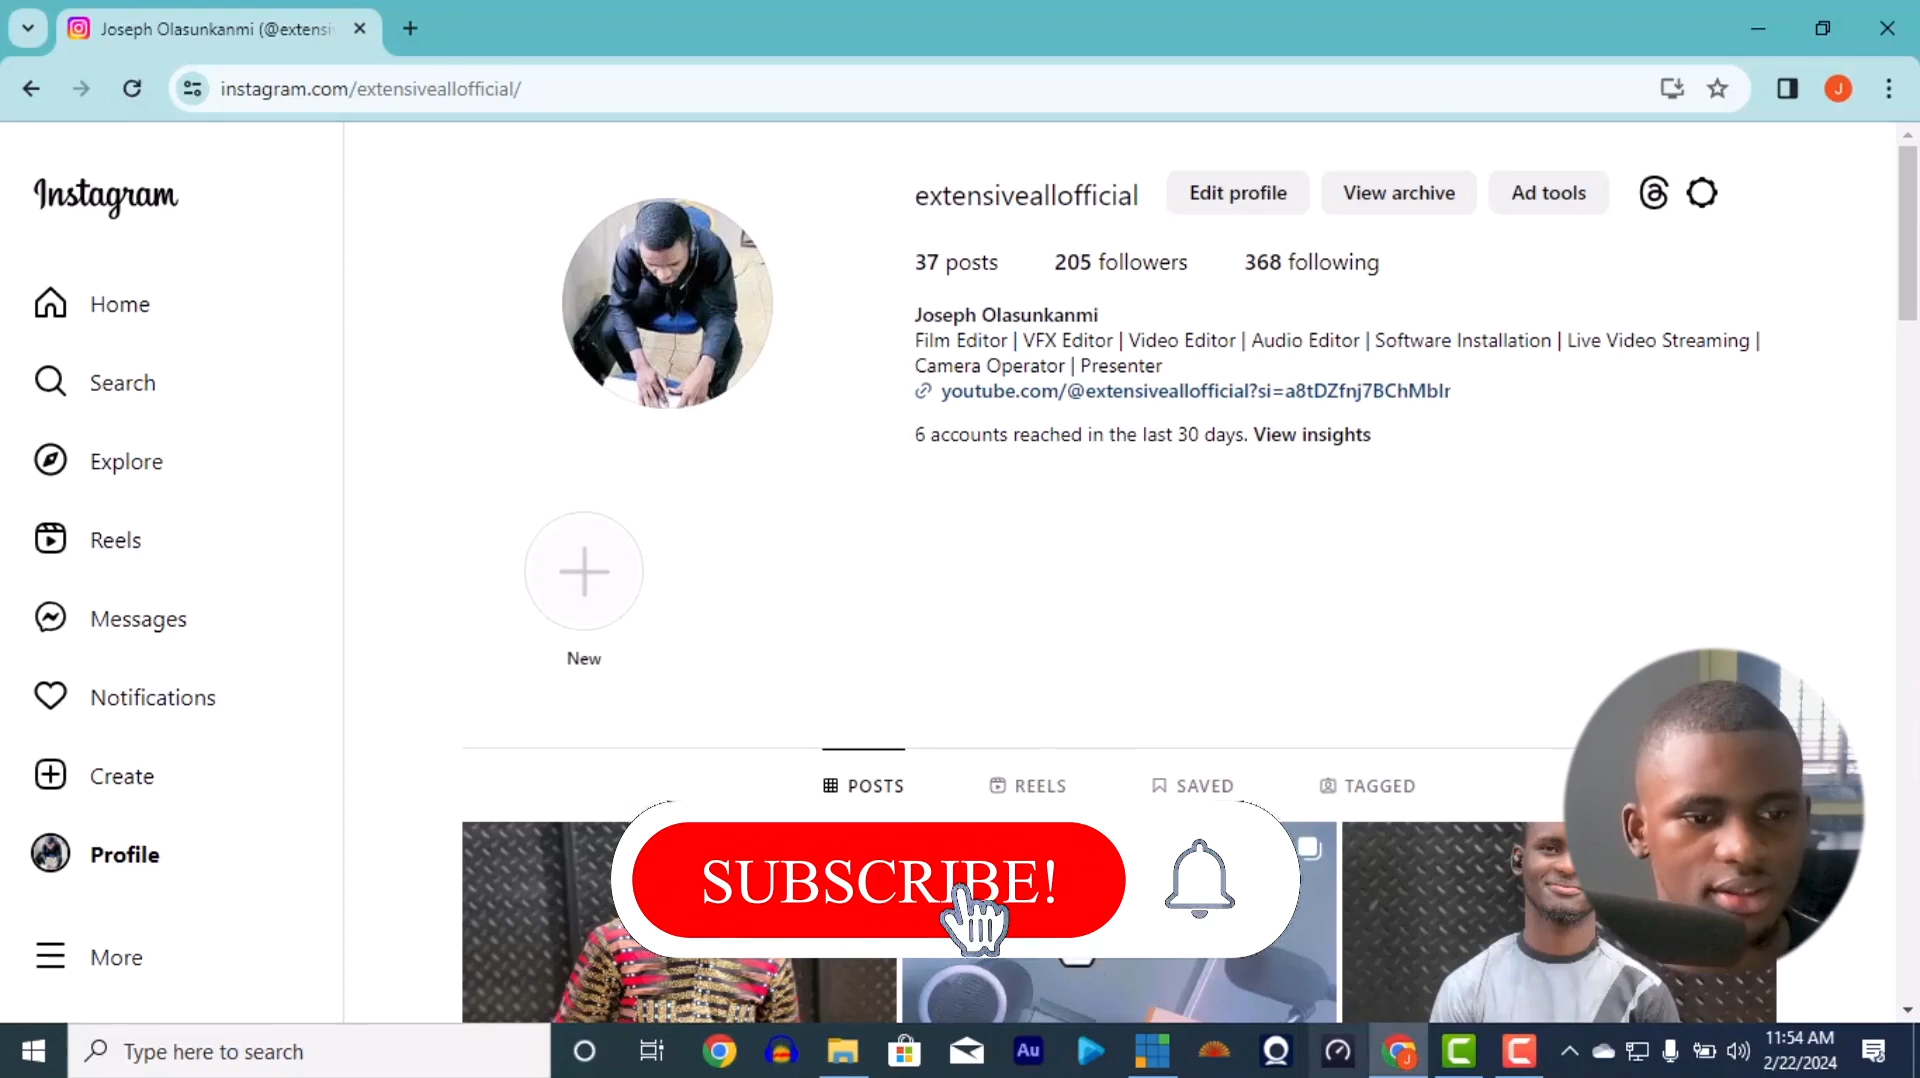 Joseph Olasunkanmi (@extensi
instagram.com/extensiveallofficial/
J
Instagram
Home
Search
Explore
Reels
Messages
Notifications
Create
Profile
More
extensiveallofficial
Edit profile
View archive
Ad tools
37 posts
205 followers
368 following
Joseph Olasunkanmi
Film Editor | VFX Editor | Video Editor | Audio Editor | Software Installation | Live Video Streaming |
Camera Operator | Presenter
youtube.com/@extensiveallofficial?si=a8tDZfnj7BChMbIr
6 accounts reached in the last 30 days. View insights
New
POSTS
REELS
SAVED
TAGGED
SUBSCRIBE!
Type here to search
Au
J
11:54 AM
2/22/2024